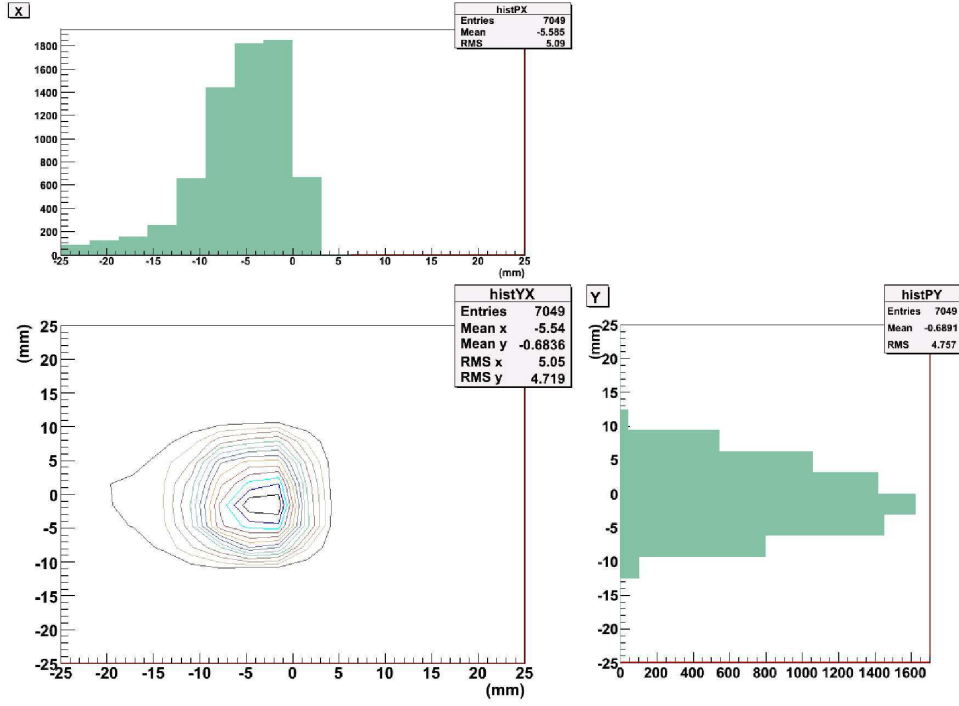 X
histPX
Entries 7049
Mean -5.585
RMS 5.09
1800
1600
1400
1200
1000
800
600
400
200
0
-25 -20 -15 -10 -5 0 5 10 15 20 25
(mm)
histYX
Entries 7049
Mean x -5.54
Mean y -0.6836
RMS x 5.05
RMS y 4.719
(mm)
25
20
15
10
5
0
-5
-10
-15
-20
-25
-25 -20 -15 -10 -5 0 5 10 15 20 25
(mm)
Y
histPY
Entries 7049
Mean -0.6891
RMS 4.757
(mm)
25
20
15
10
5
0
-5
-10
-15
-20
-25
0 200 400 600 800 1000 1200 1400 1600